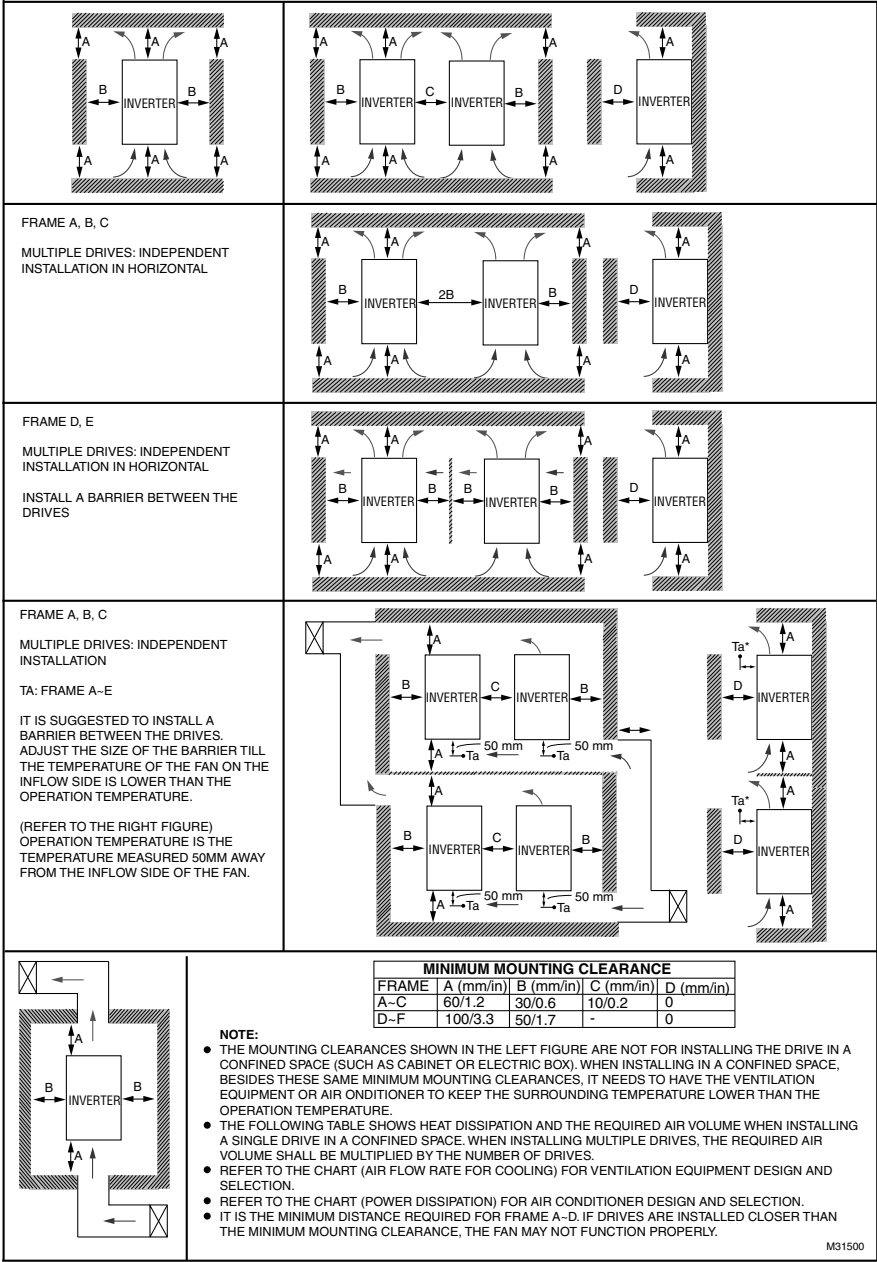 A A A
B INVERTER B
A A A
A A A
B INVERTER C INVERTER B D INVERTER
A A A
FRAME A, B, C
MULTIPLE DRIVES: INDEPENDENT
INSTALLATION IN HORIZONTAL
A A A A
B INVERTER 2B INVERTER B D INVERTER
A A A A
FRAME D, E
MULTIPLE DRIVES: INDEPENDENT
INSTALLATION IN HORIZONTAL
INSTALL A BARRIER BETWEEN THE
DRIVES
A A A A
B INVERTER B B INVERTER B D INVERTER
A A A A
FRAME A, B, C
MULTIPLE DRIVES: INDEPENDENT
INSTALLATION
TA: FRAME A~E
IT IS SUGGESTED TO INSTALL A
BARRIER BETWEEN THE DRIVES.
ADJUST THE SIZE OF THE BARRIER TILL
THE TEMPERATURE OF THE FAN ON THE
INFLOW SIDE IS LOWER THAN THE
OPERATION TEMPERATURE.
(REFER TO THE RIGHT FIGURE)
OPERATION TEMPERATURE IS THE
TEMPERATURE MEASURED 50MM AWAY
FROM THE INFLOW SIDE OF THE FAN.
A Ta* A
B INVERTER C INVERTER B D INVERTER
50 mm 50 mm
A Ta Ta A
A Ta* A
B INVERTER C INVERTER B D INVERTER
50 mm 50 mm
A Ta Ta A
A
B INVERTER B
A
MINIMUM MOUNTING CLEARANCE
FRAME A (mm/in) B (mm/in) C (mm/in) D (mm/in)
A~C 60/1.2 30/0.6 10/0.2 0
D~F 100/3.3 50/1.7 - 0
NOTE:
● THE MOUNTING CLEARANCES SHOWN IN THE LEFT FIGURE ARE NOT FOR INSTALLING THE DRIVE IN A
CONFINED SPACE (SUCH AS CABINET OR ELECTRIC BOX). WHEN INSTALLING IN A CONFINED SPACE,
BESIDES THESE SAME MINIMUM MOUNTING CLEARANCES, IT NEEDS TO HAVE THE VENTILATION
EQUIPMENT OR AIR ONDITIONER TO KEEP THE SURROUNDING TEMPERATURE LOWER THAN THE
OPERATION TEMPERATURE.
● THE FOLLOWING TABLE SHOWS HEAT DISSIPATION AND THE REQUIRED AIR VOLUME WHEN INSTALLING
A SINGLE DRIVE IN A CONFINED SPACE. WHEN INSTALLING MULTIPLE DRIVES, THE REQUIRED AIR
VOLUME SHALL BE MULTIPLIED BY THE NUMBER OF DRIVES.
● REFER TO THE CHART (AIR FLOW RATE FOR COOLING) FOR VENTILATION EQUIPMENT DESIGN AND
SELECTION.
● REFER TO THE CHART (POWER DISSIPATION) FOR AIR CONDITIONER DESIGN AND SELECTION.
● IT IS THE MINIMUM DISTANCE REQUIRED FOR FRAME A~D. IF DRIVES ARE INSTALLED CLOSER THAN
THE MINIMUM MOUNTING CLEARANCE, THE FAN MAY NOT FUNCTION PROPERLY.
M31500